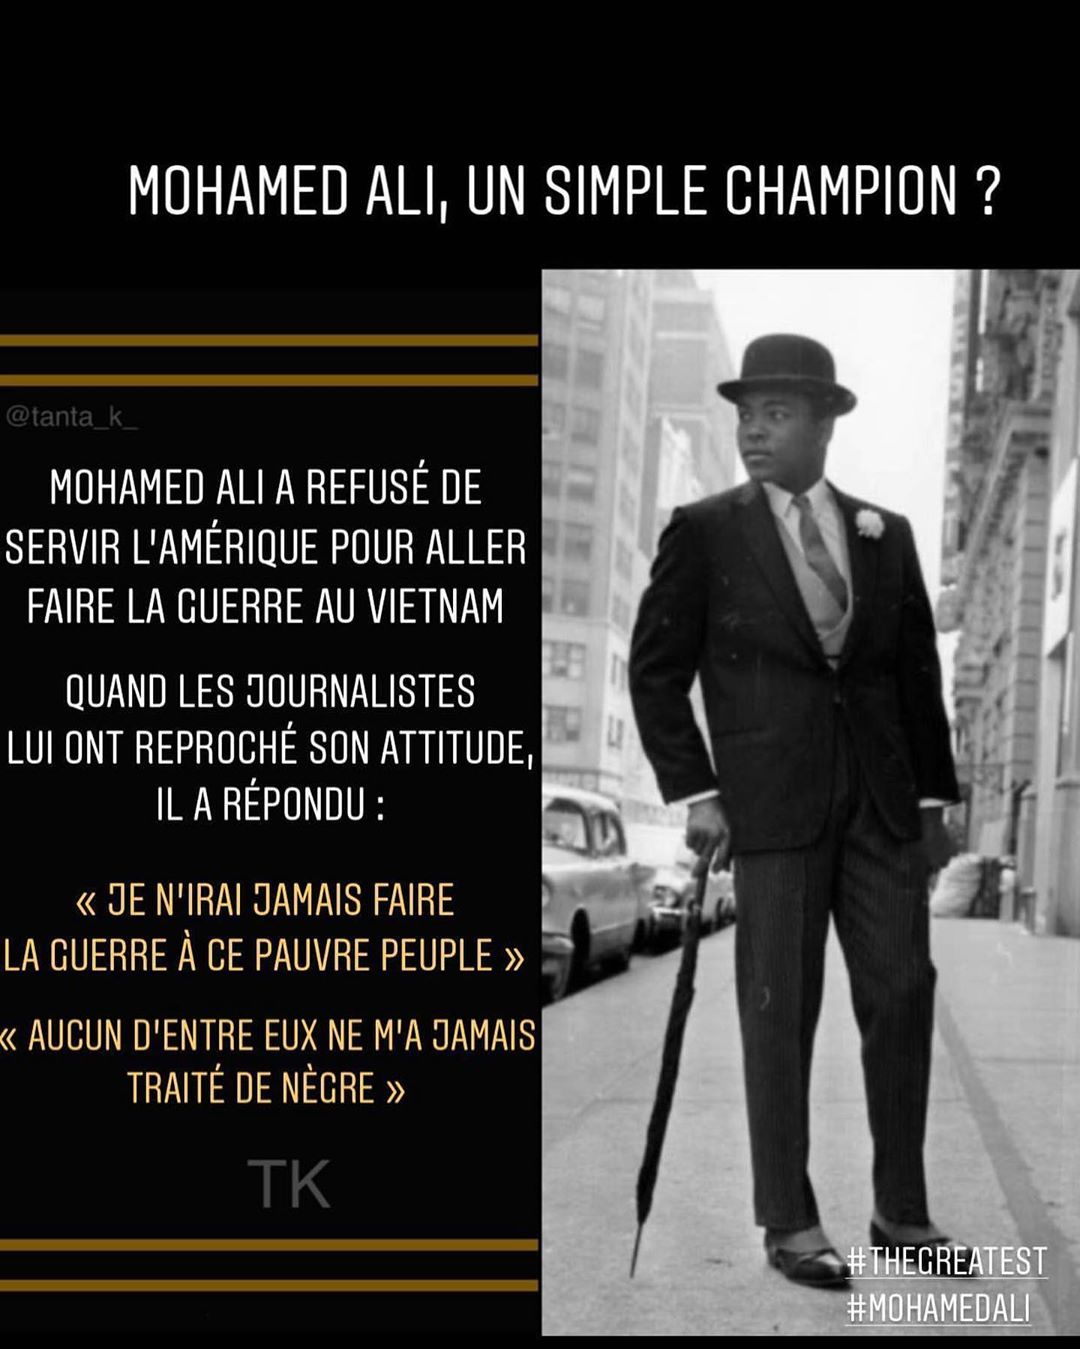 MOHAMED ALI, UN SIMPLE CHAMPION ?
@tanta_k_
MOHAMED ALI A REFUSÉ DE
SERVIR L'AMÉRIQUE POUR ALLER
FAIRE LA GUERRE AU VIETNAM
QUAND LES JOURNALISTES
LUI ONT REPROCHÉ SON ATTITUDE,
IL A RÉPONDU :
« JE N'IRAI JAMAIS FAIRE
LA GUERRE À CE PAUVRE PEUPLE »
« AUCUN D'ENTRE EUX NE M'A JAMAIS
TRAITÉ DE NÈGRE »
TK
#THEGREATEST
#MOHAMEDALI